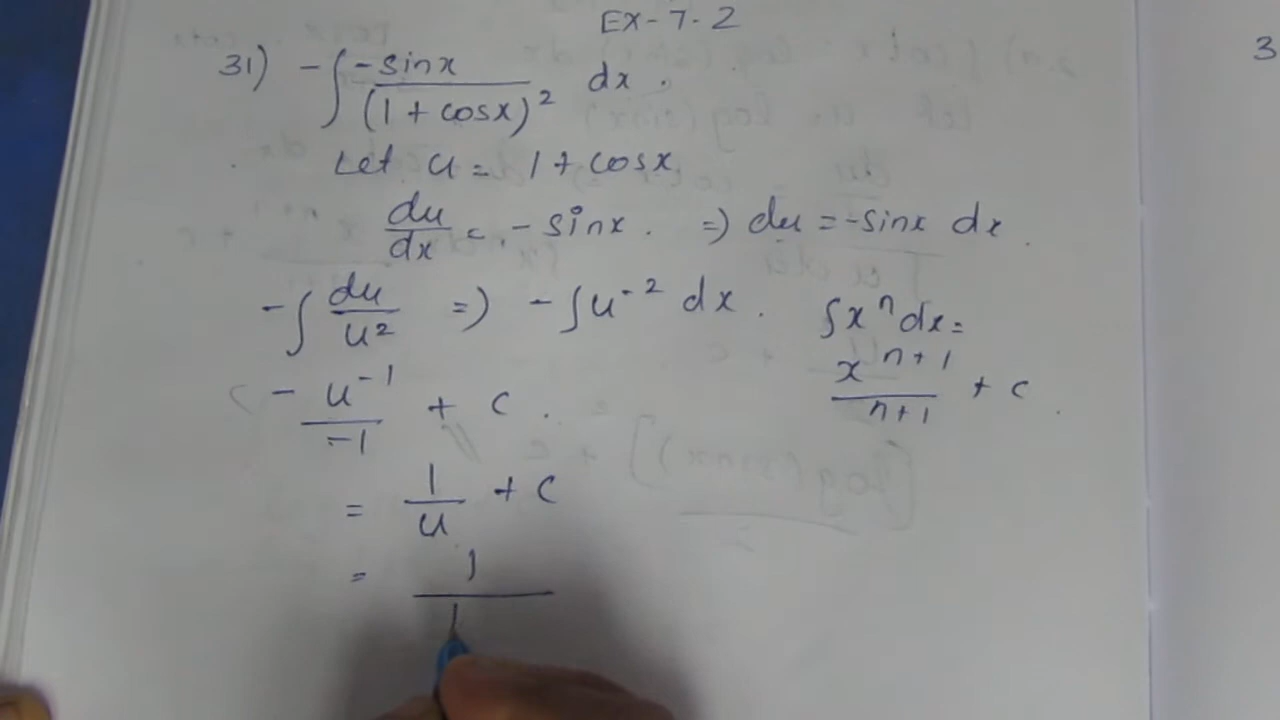 Ex-7.2
31) -∫ -sinx / (1 + cosx)² dx.
3
Let u = 1 + cosx
du/dx = -sinx. ⇒ du = -sinx dx.
-∫ du/u² ⇒ -∫u⁻² dx. ∫xⁿdx =
x^(n+1)/(n+1) + c.
-u⁻¹/-1 + c.
= 1/u + c
= 1/1